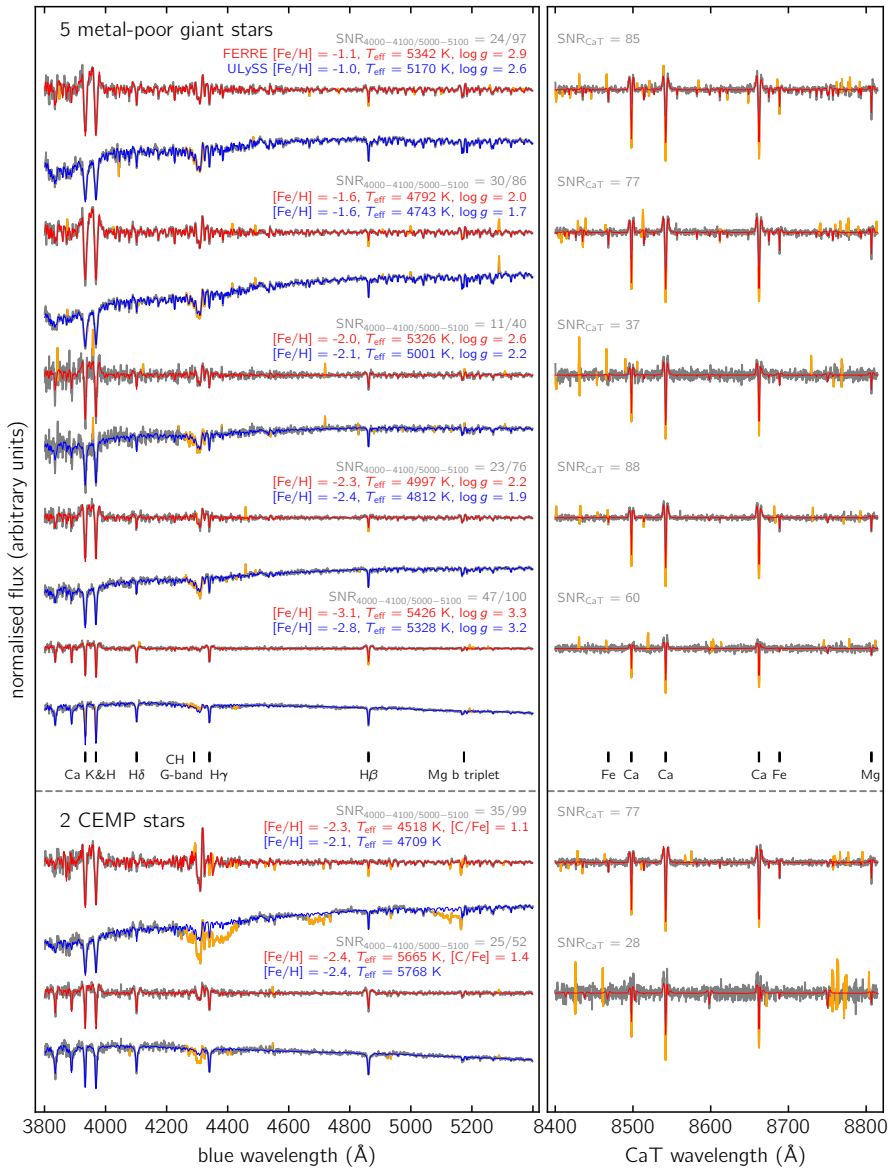 5 metal-poor giant stars
SNR4000−4100/5000−5100 = 24/97
FERRE [Fe/H] = -1.1, Teff = 5342 K, log g = 2.9
ULySS [Fe/H] = -1.0, Teff = 5170 K, log g = 2.6
SNRCaT = 85
SNR4000−4100/5000−5100 = 30/86
[Fe/H] = -1.6, Teff = 4792 K, log g = 2.0
[Fe/H] = -1.6, Teff = 4743 K, log g = 1.7
SNRCaT = 77
SNR4000−4100/5000−5100 = 11/40
[Fe/H] = -2.0, Teff = 5326 K, log g = 2.6
[Fe/H] = -2.1, Teff = 5001 K, log g = 2.2
SNRCaT = 37
SNR4000−4100/5000−5100 = 23/76
[Fe/H] = -2.3, Teff = 4997 K, log g = 2.2
[Fe/H] = -2.4, Teff = 4812 K, log g = 1.9
SNRCaT = 88
SNR4000−4100/5000−5100 = 47/100
[Fe/H] = -3.1, Teff = 5426 K, log g = 3.3
[Fe/H] = -2.8, Teff = 5328 K, log g = 3.2
SNRCaT = 60
normalised flux (arbitrary units)
CH
Ca K&H Hδ G-band Hγ Hβ Mg b triplet
Fe Ca Ca Ca Fe Mg
2 CEMP stars
SNR4000−4100/5000−5100 = 35/99
[Fe/H] = -2.3, Teff = 4518 K, [C/Fe] = 1.1
[Fe/H] = -2.1, Teff = 4709 K
SNRCaT = 77
SNR4000−4100/5000−5100 = 25/52
[Fe/H] = -2.4, Teff = 5665 K, [C/Fe] = 1.4
[Fe/H] = -2.4, Teff = 5768 K
SNRCaT = 28
3800 4000 4200 4400 4600 4800 5000 5200
8400 8500 8600 8700 8800
blue wavelength (Å)
CaT wavelength (Å)